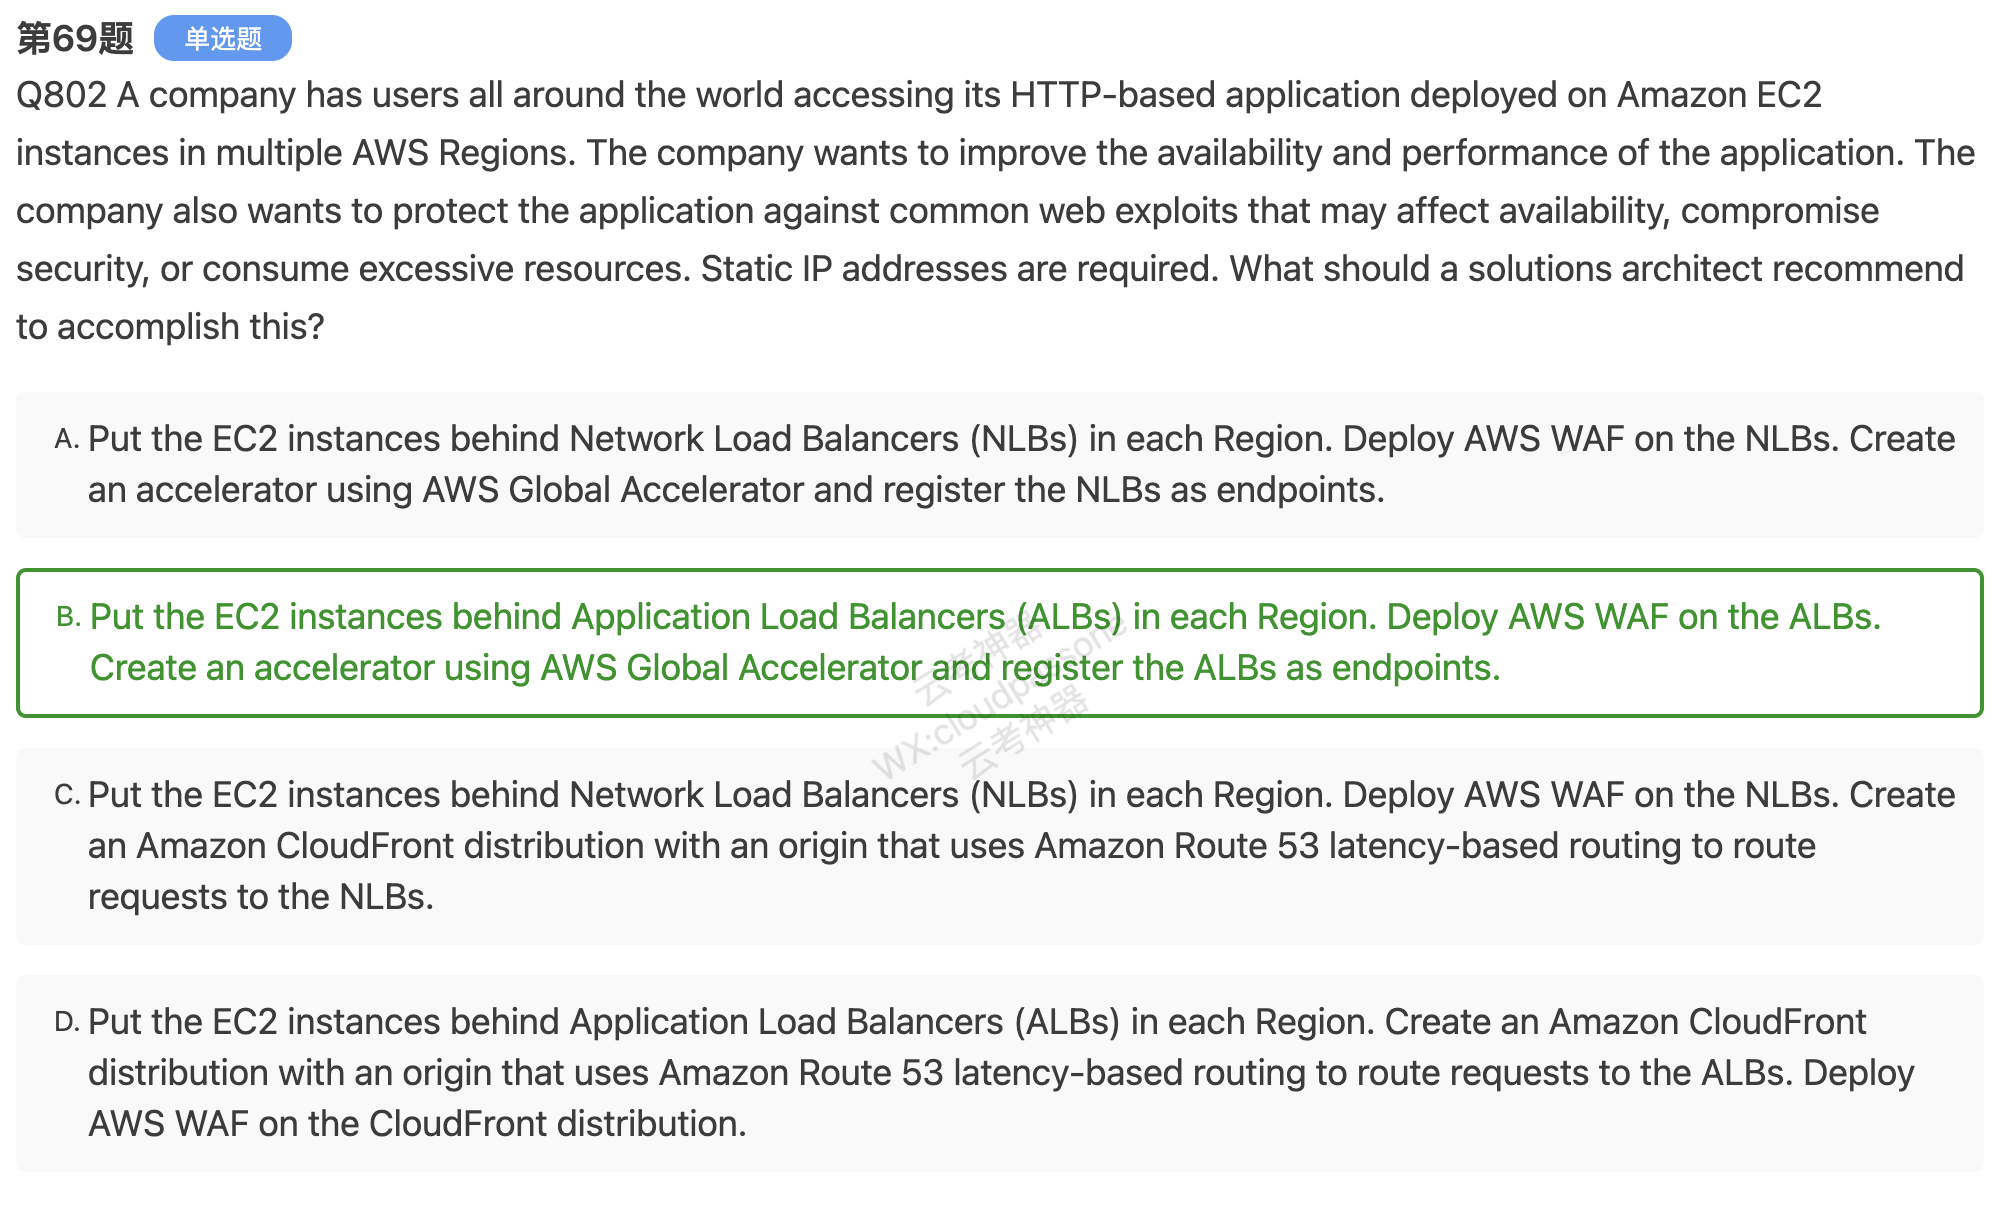 第69题 单选题
Q802 A company has users all around the world accessing its HTTP-based application deployed on Amazon EC2
instances in multiple AWS Regions. The company wants to improve the availability and performance of the application. The
company also wants to protect the application against common web exploits that may affect availability, compromise
security, or consume excessive resources. Static IP addresses are required. What should a solutions architect recommend
to accomplish this?
A. Put the EC2 instances behind Network Load Balancers (NLBs) in each Region. Deploy AWS WAF on the NLBs. Create
an accelerator using AWS Global Accelerator and register the NLBs as endpoints.
B. Put the EC2 instances behind Application Load Balancers (ALBs) in each Region. Deploy AWS WAF on the ALBs.
Create an accelerator using AWS Global Accelerator and register the ALBs as endpoints.
云考神器
WX:cloudpassone
云考神器
C. Put the EC2 instances behind Network Load Balancers (NLBs) in each Region. Deploy AWS WAF on the NLBs. Create
an Amazon CloudFront distribution with an origin that uses Amazon Route 53 latency-based routing to route
requests to the NLBs.
D. Put the EC2 instances behind Application Load Balancers (ALBs) in each Region. Create an Amazon CloudFront
distribution with an origin that uses Amazon Route 53 latency-based routing to route requests to the ALBs. Deploy
AWS WAF on the CloudFront distribution.